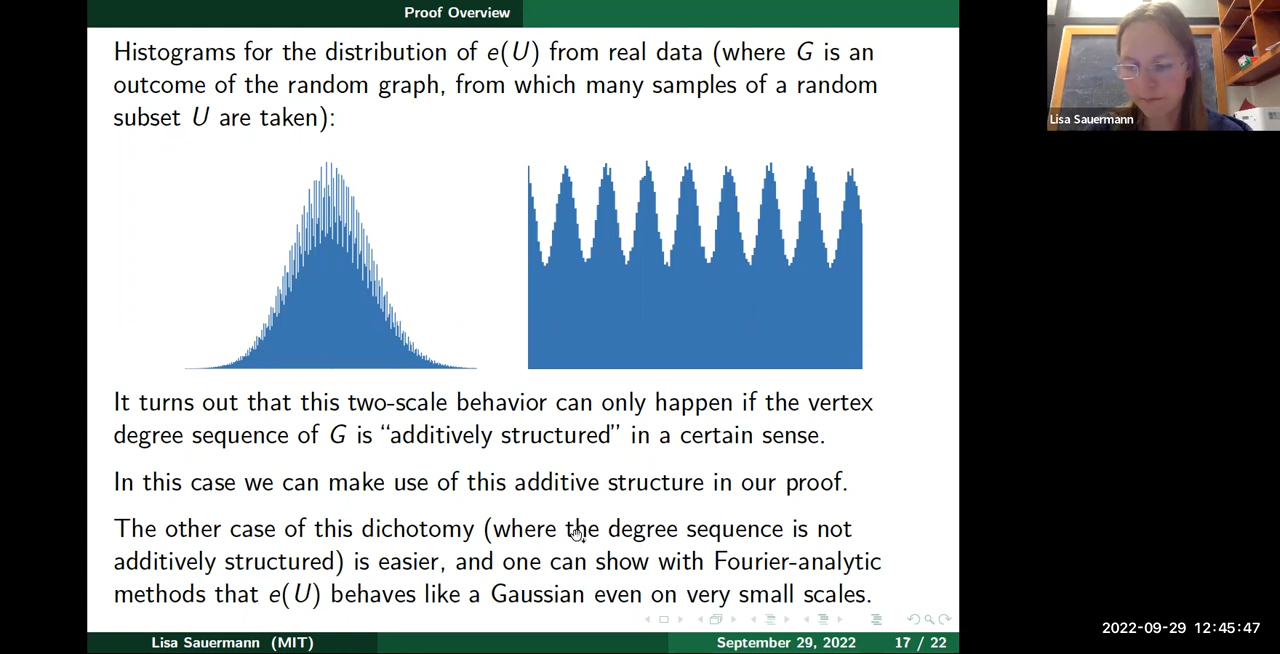 Proof Overview
Histograms for the distribution of e(U) from real data (where G is an
outcome of the random graph, from which many samples of a random
subset U are taken):
It turns out that this two-scale behavior can only happen if the vertex
degree sequence of G is “additively structured” in a certain sense.
In this case we can make use of this additive structure in our proof.
The other case of this dichotomy (where the degree sequence is not
additively structured) is easier, and one can show with Fourier-analytic
methods that e(U) behaves like a Gaussian even on very small scales.
Lisa Sauermann (MIT)
September 29, 2022
17 / 22
Lisa Sauermann
2022-09-29 12:45:47